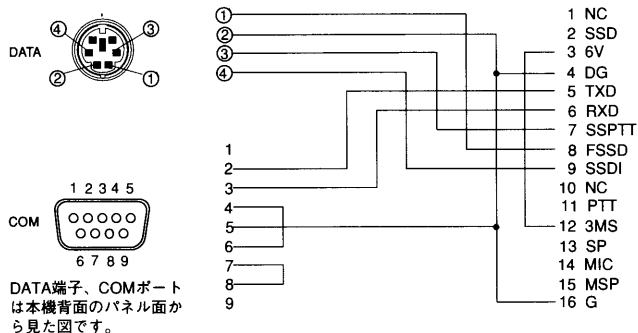 DATA
④ ③
② ①
①
②
③
④
1 NC
2 SSD
3 6V
4 DG
5 TXD
6 RXD
7 SSPTT
8 FSSD
9 SSDI
10 NC
11 PTT
12 3MS
13 SP
14 MIC
15 MSP
16 G
1
2
3
4
5
6
7
8
9
COM
1 2 3 4 5
6 7 8 9
DATA端子、COMポート
は本機背面のパネル面か
ら見た図です。